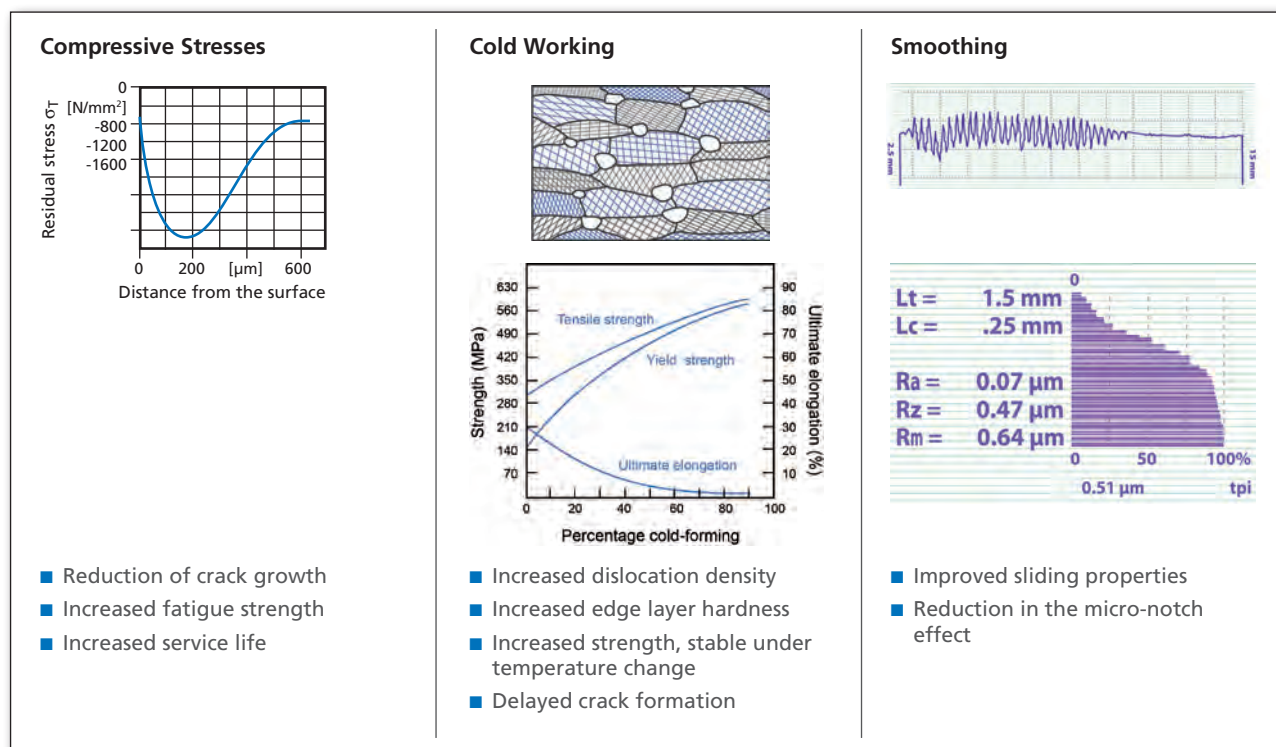 Compressive Stresses
0
[N/mm²]
-800
-1200
-1600
Residual stress σT
0 200 [µm] 600
Distance from the surface
Reduction of crack growth
Increased fatigue strength
Increased service life
Cold Working
630
560
490
420
350
280
210
140
70
Strength (MPa)
90
80
70
60
50
40
30
20
10
Ultimate elongation (%)
Tensile strength
Yield strength
Ultimate elongation
0 20 40 60 80 100
Percentage cold-forming
Increased dislocation density
Increased edge layer hardness
Increased strength, stable under
temperature change
Delayed crack formation
Smoothing
2.5 mm
15 mm
0
Lt = 1.5 mm
Lc = .25 mm
Ra = 0.07 µm
Rz = 0.47 µm
Rm = 0.64 µm
0 50 100%
0.51 µm tpi
Improved sliding properties
Reduction in the micro-notch
effect